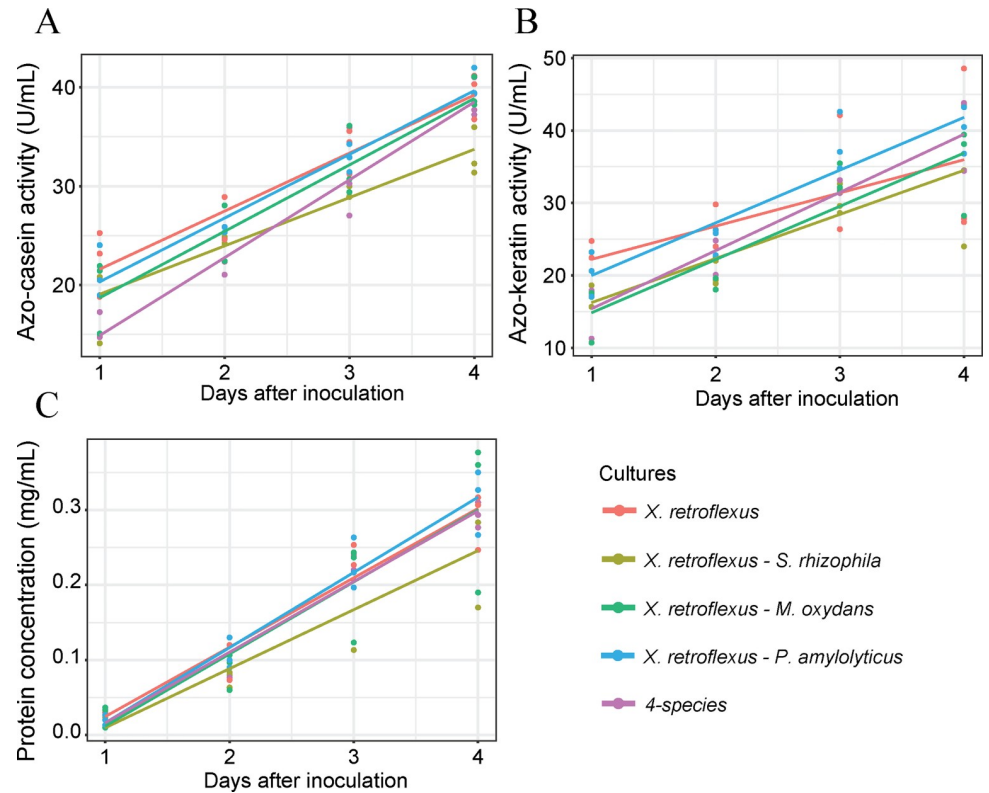 A
Azo-casein activity (U/mL)
40
30
20
1 2 3 4
Days after inoculation
B
Azo-keratin activity (U/mL)
50
40
30
20
10
1 2 3 4
Days after inoculation
C
Protein concentration (mg/mL)
0.3
0.2
0.1
0.0
1 2 3 4
Days after inoculation
Cultures
X. retroflexus
X. retroflexus - S. rhizophila
X. retroflexus - M. oxydans
X. retroflexus - P. amylolyticus
4-species